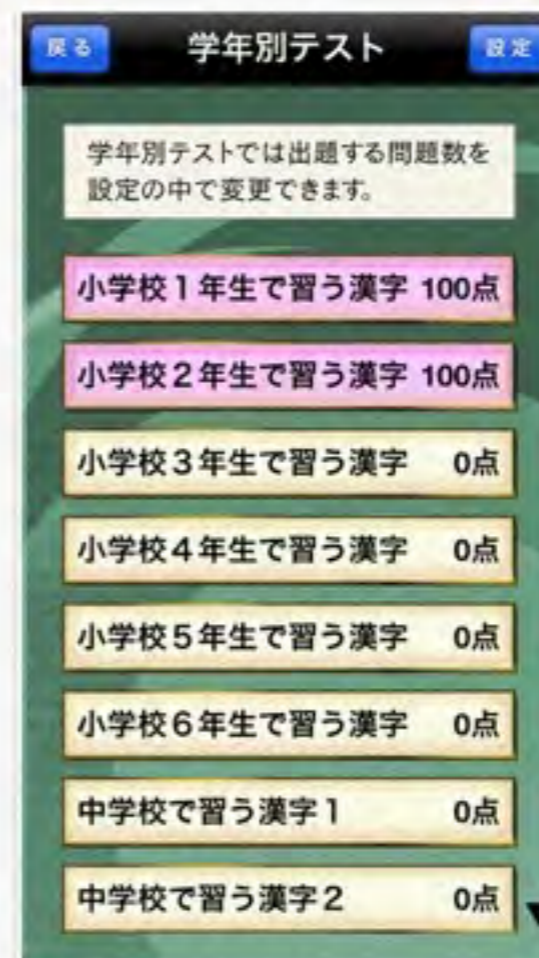 戻る 学年別テスト 設定
学年別テストでは出題する問題数を
設定の中で変更できます。
小学校1年生で習う漢字 100点
小学校2年生で習う漢字 100点
小学校3年生で習う漢字 0点
小学校4年生で習う漢字 0点
小学校5年生で習う漢字 0点
小学校6年生で習う漢字 0点
中学校で習う漢字1 0点
中学校で習う漢字2 0点